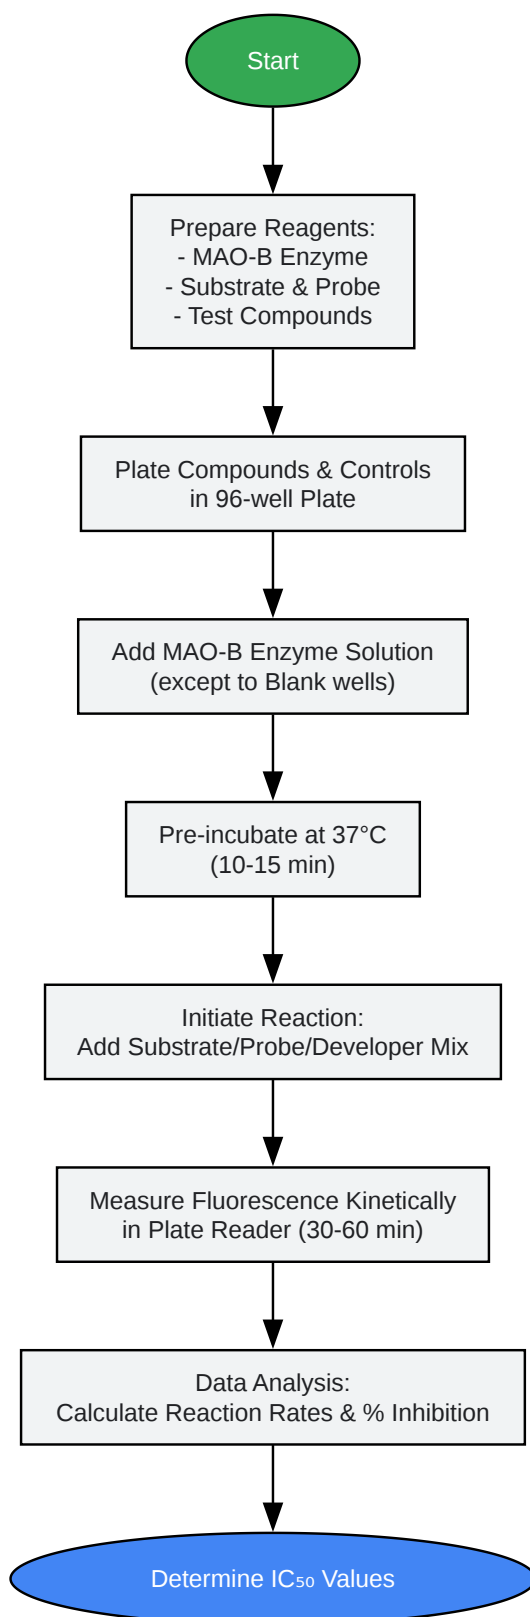 Start
Prepare Reagents:
- MAO-B Enzyme
- Substrate & Probe
- Test Compounds
Plate Compounds & Controls
in 96-well Plate
Add MAO-B Enzyme Solution
(except to Blank wells)
Pre-incubate at 37°C
(10-15 min)
Initiate Reaction:
Add Substrate/Probe/Developer Mix
Measure Fluorescence Kinetically
in Plate Reader (30-60 min)
Data Analysis:
Calculate Reaction Rates & % Inhibition
Determine IC₅₀ Values